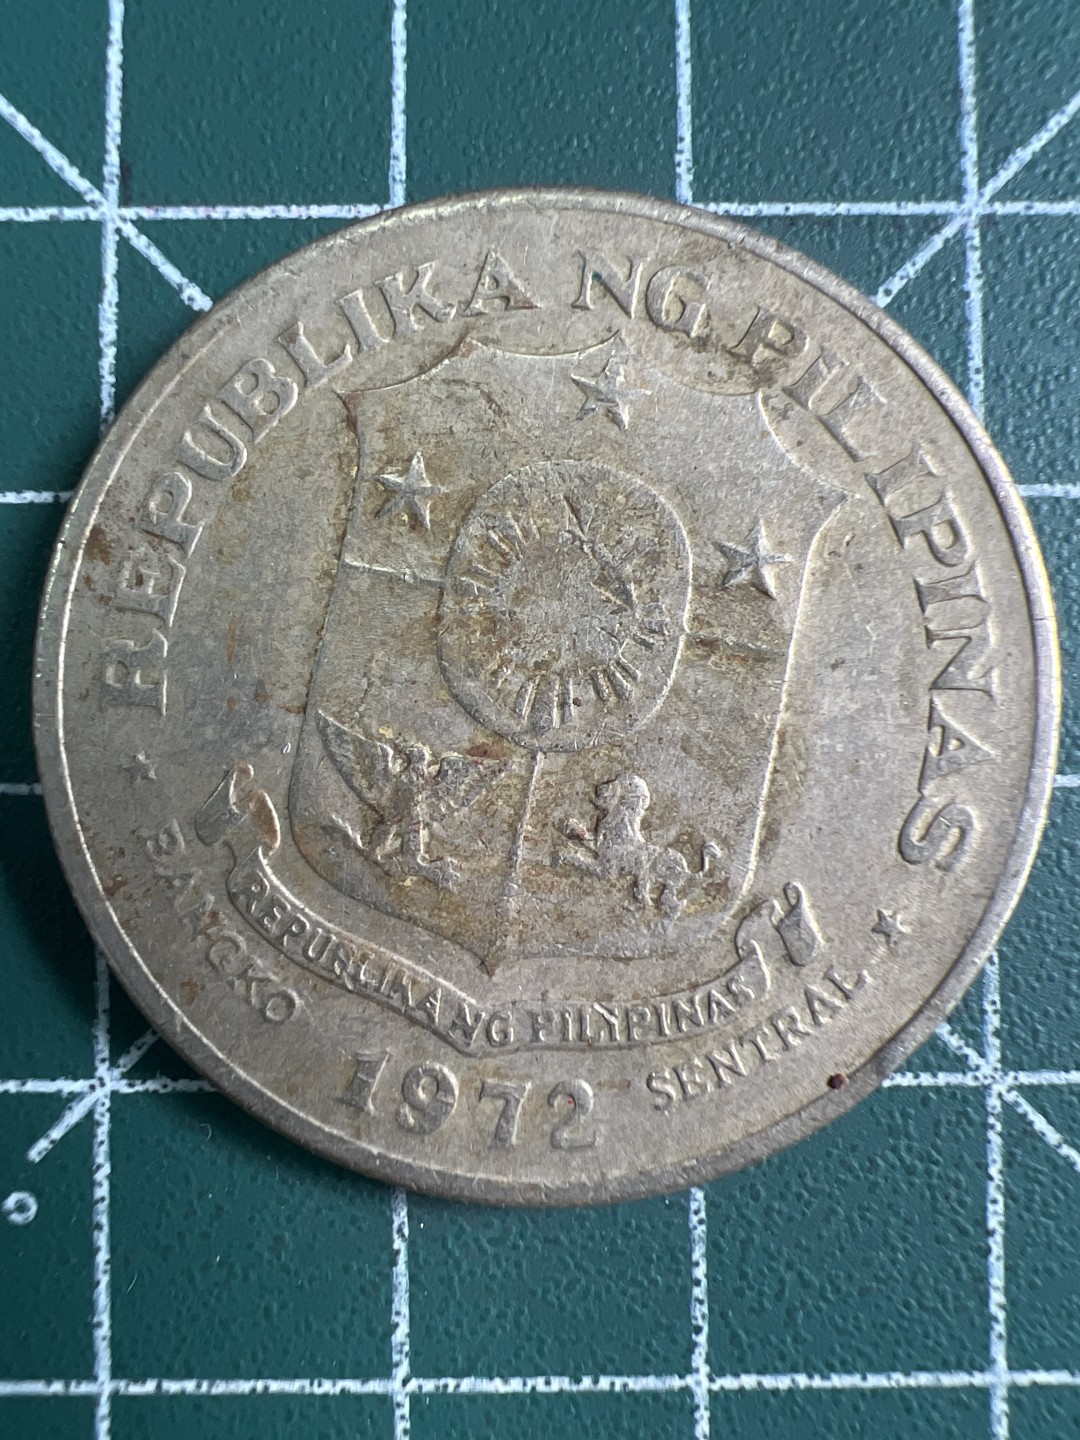 REPUBLIKA NG PILIPINAS
REPUBLIKA NG PILIPINAS
BANGKO SENTRAL
1972